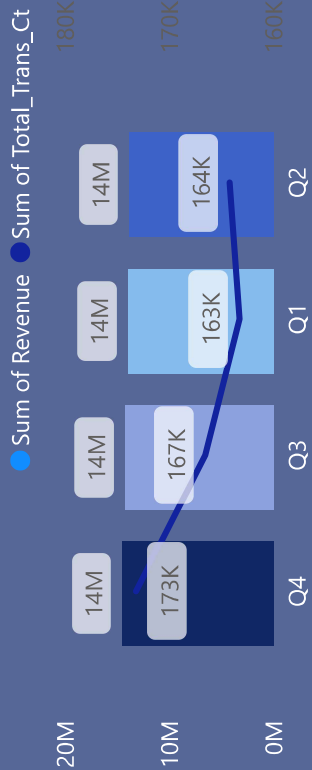 Sum of Revenue Sum of Total_Trans_Ct
20M 180K
14M 14M 14M 14M
10M 173K 167K 163K 164K 170K
0M 160K
Q4 Q3 Q1 Q2